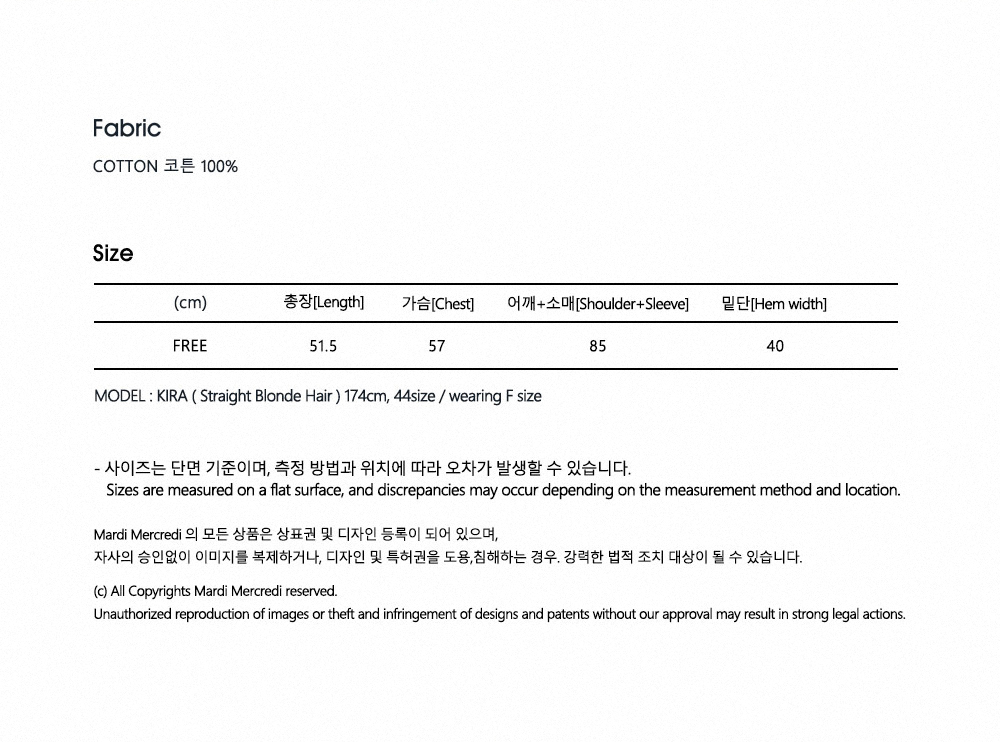 Fabric
COTTON 코튼 100%
Size
(cm) 총장[Length] 가슴[Chest] 어깨+소매[Shoulder+Sleeve] 밑단[Hem width]
FREE 51.5 57 85 40
MODEL : KIRA ( Straight Blonde Hair ) 174cm, 44size / wearing F size
- 사이즈는 단면 기준이며, 측정 방법과 위치에 따라 오차가 발생할 수 있습니다.
Sizes are measured on a flat surface, and discrepancies may occur depending on the measurement method and location.
Mardi Mercredi 의 모든 상품은 상표권 및 디자인 등록이 되어 있으며,
자사의 승인없이 이미지를 복제하거나, 디자인 및 특허권을 도용,침해하는 경우. 강력한 법적 조치 대상이 될 수 있습니다.
(c) All Copyrights Mardi Mercredi reserved.
Unauthorized reproduction of images or theft and infringement of designs and patents without our approval may result in strong legal actions.